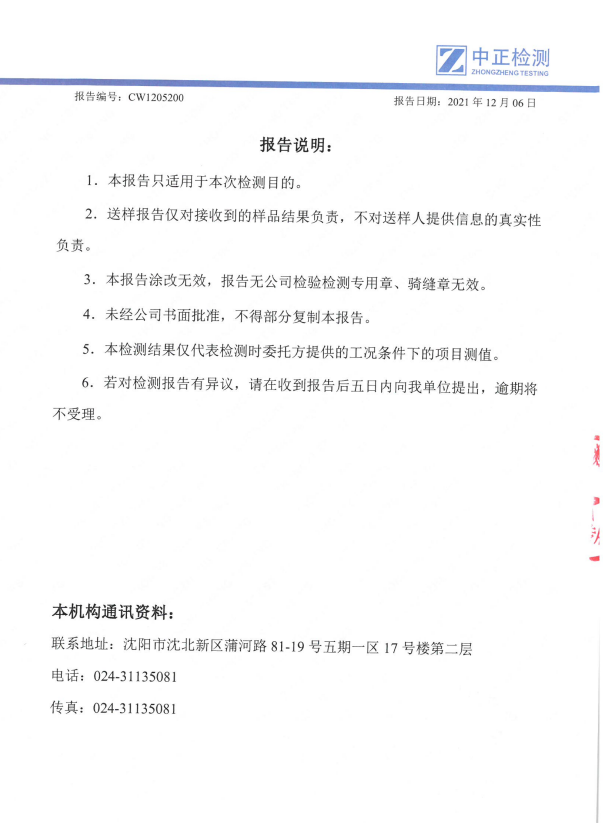 中正检测
ZHONGZHENG TESTING
报告编号：CW1205200
报告日期：2021 年 12 月 06 日
报告说明：
1．本报告只适用于本次检测目的。
2．送样报告仅对接收到的样品结果负责，不对送样人提供信息的真实性
负责。
3．本报告涂改无效，报告无公司检验检测专用章、骑缝章无效。
4．未经公司书面批准，不得部分复制本报告。
5．本检测结果仅代表检测时委托方提供的工况条件下的项目测值。
6．若对检测报告有异议，请在收到报告后五日内向我单位提出，逾期将
不受理。
本机构通讯资料：
联系地址：沈阳市沈北新区蒲河路 81-19 号五期一区 17 号楼第二层
电话：024-31135081
传真：024-31135081